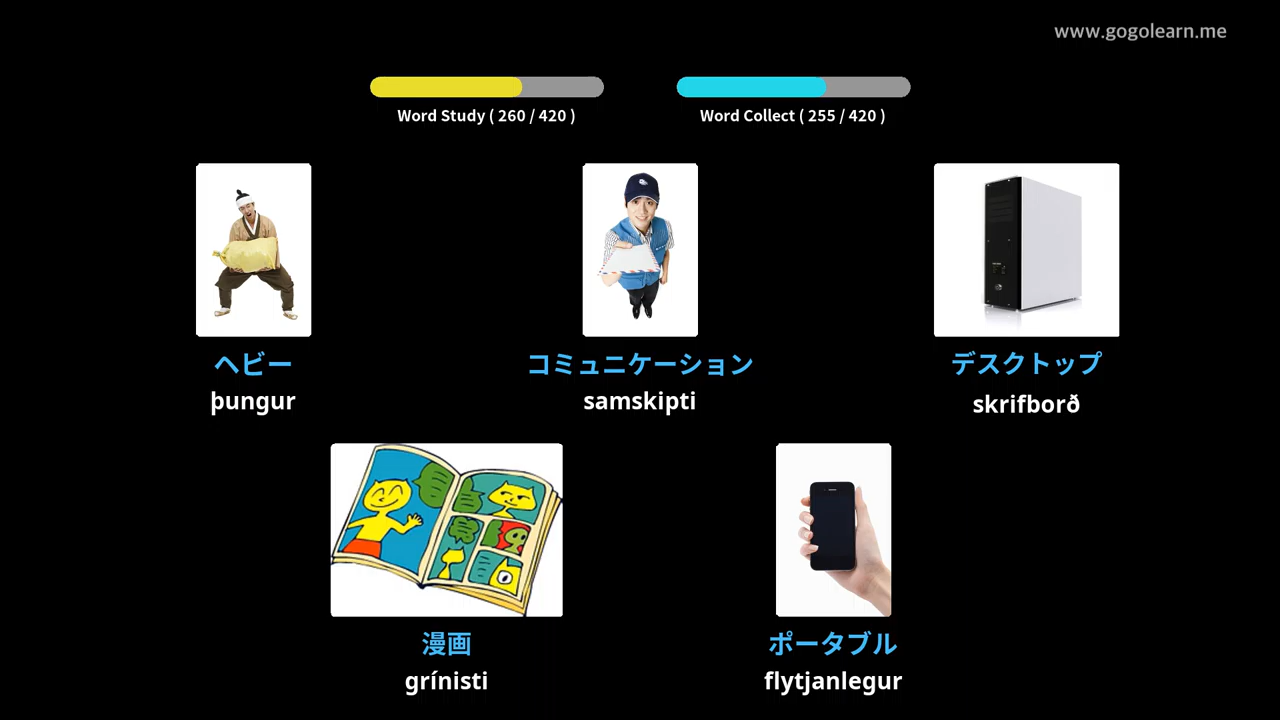 www.gogolearn.me
Word Study ( 260 / 420 )
Word Collect ( 255 / 420 )
ヘビー
þungur
コミュニケーション
samskipti
デスクトップ
skrifborð
漫画
grínisti
ポータブル
flytjanlegur